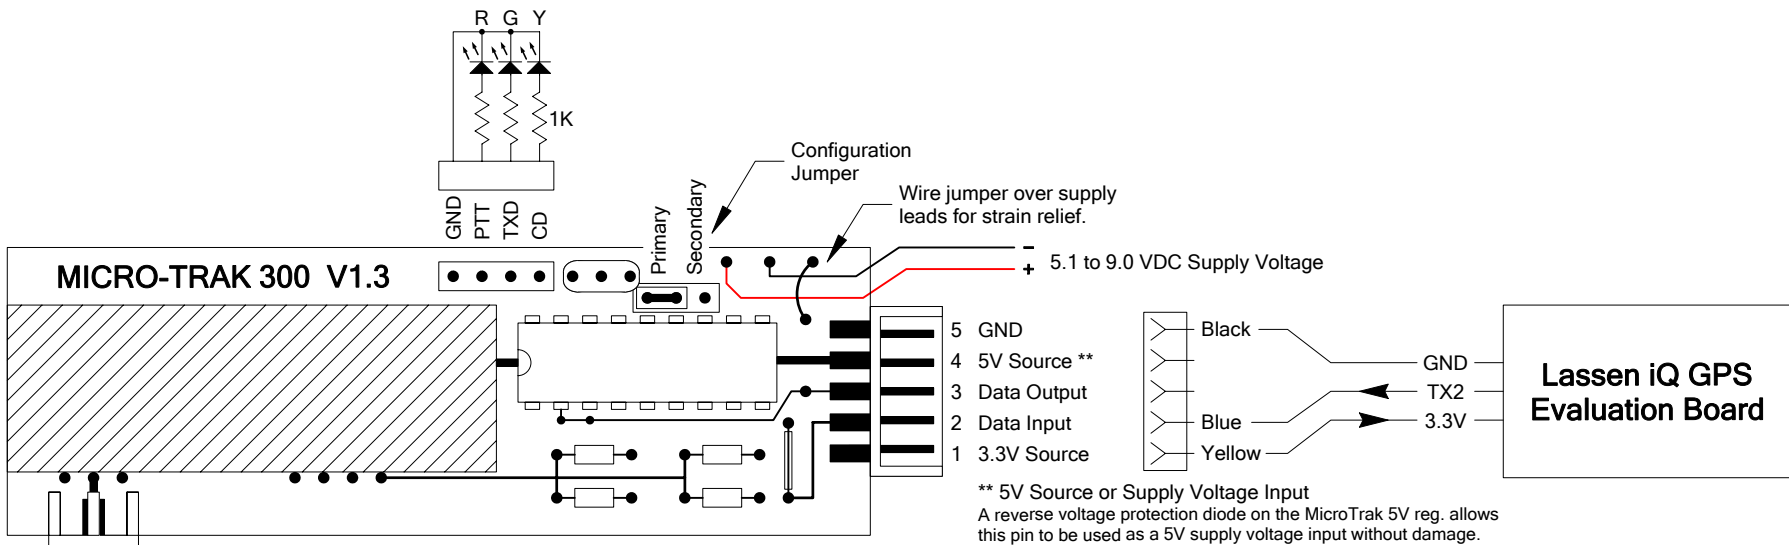 R G Y
1K
Configuration
Jumper
Wire jumper over supply
leads for strain relief.
GND
PTT
TXD
CD
Primary
Secondary
MICRO-TRAK 300 V1.3
−
+
5.1 to 9.0 VDC Supply Voltage
5 GND
4 5V Source **
3 Data Output
2 Data Input
1 3.3V Source
Black
Blue
Yellow
GND
TX2
3.3V
Lassen iQ GPS
Evaluation Board
** 5V Source or Supply Voltage Input
A reverse voltage protection diode on the MicroTrak 5V reg. allows
this pin to be used as a 5V supply voltage input without damage.